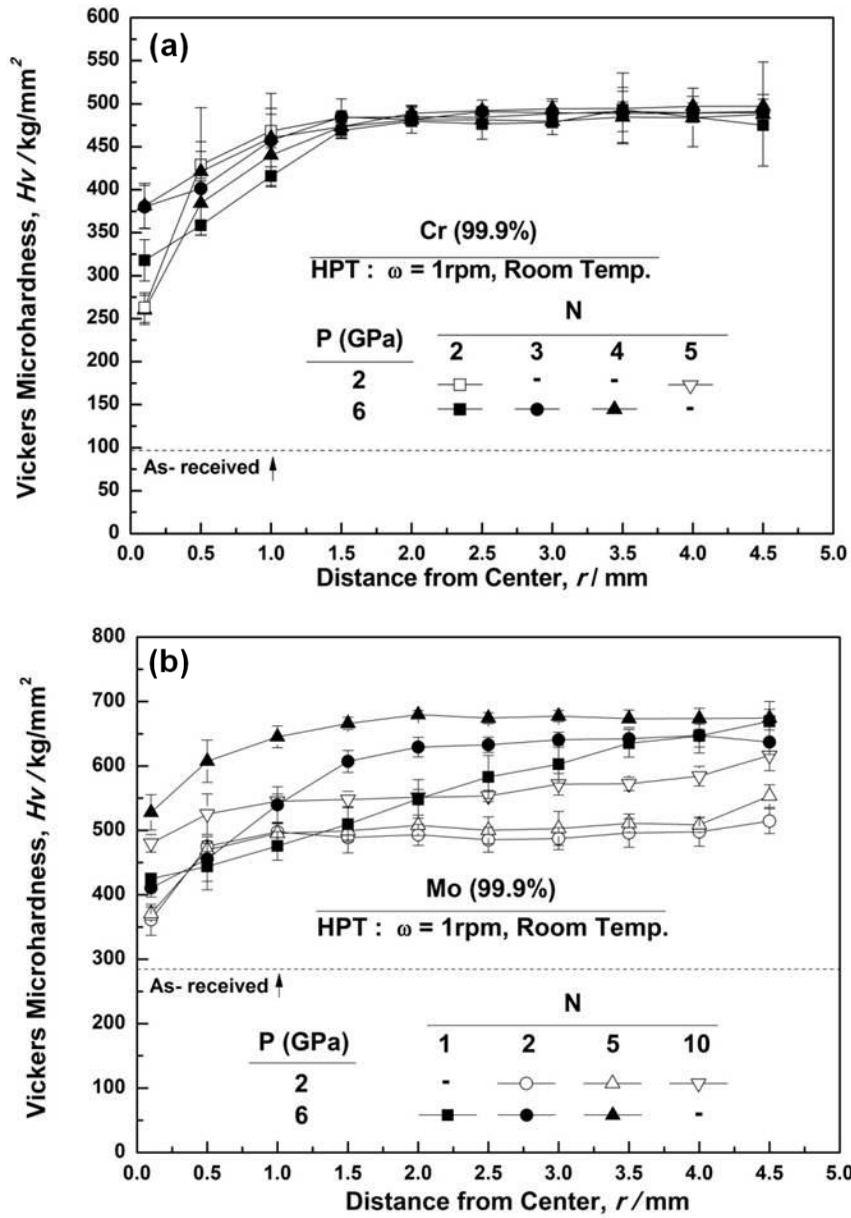 (a)
600
550
500
450
400
350
300
250
200
150
100
50
0
Vickers Microhardness, Hv /kg/mm²
Cr (99.9%)
HPT : ω = 1rpm, Room Temp.
N
P (GPa) 2 3 4 5
2 - -
6 -
As- received
0.0 0.5 1.0 1.5 2.0 2.5 3.0 3.5 4.0 4.5 5.0
Distance from Center, r / mm
(b)
800
700
600
500
400
300
200
100
0
Vickers Microhardness, Hv /kg/mm²
Mo (99.9%)
HPT : ω = 1rpm, Room Temp.
As- received
N
P (GPa) 1 2 5 10
2 -
6 -
0.0 0.5 1.0 1.5 2.0 2.5 3.0 3.5 4.0 4.5 5.0
Distance from Center, r /mm